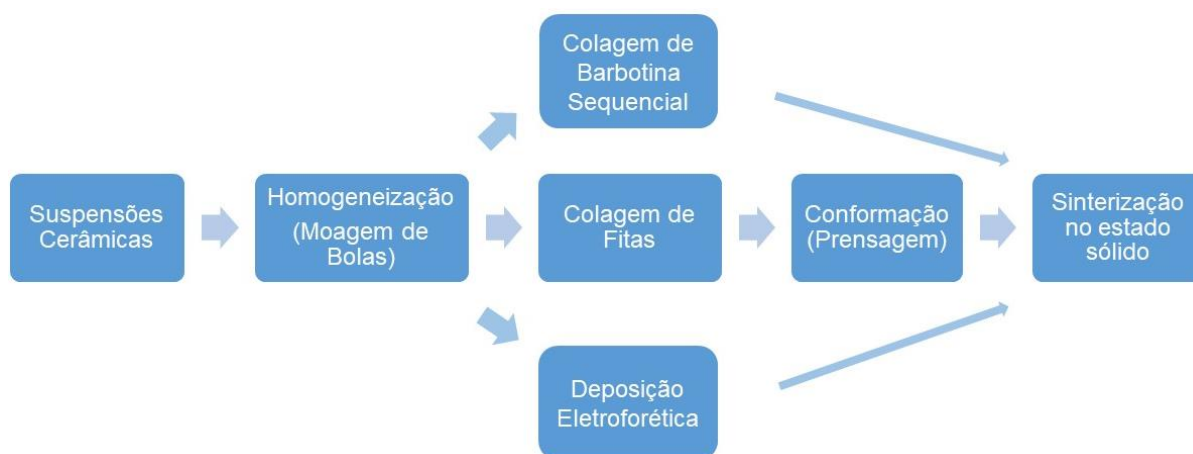 Suspensões
Cerâmicas
Homogeneização
(Moagem de
Bolas)
Colagem de
Barbotina
Sequencial
Colagem de
Fitas
Deposição
Eletroforética
Conformação
(Prensagem)
Sinterização
no estado
sólido